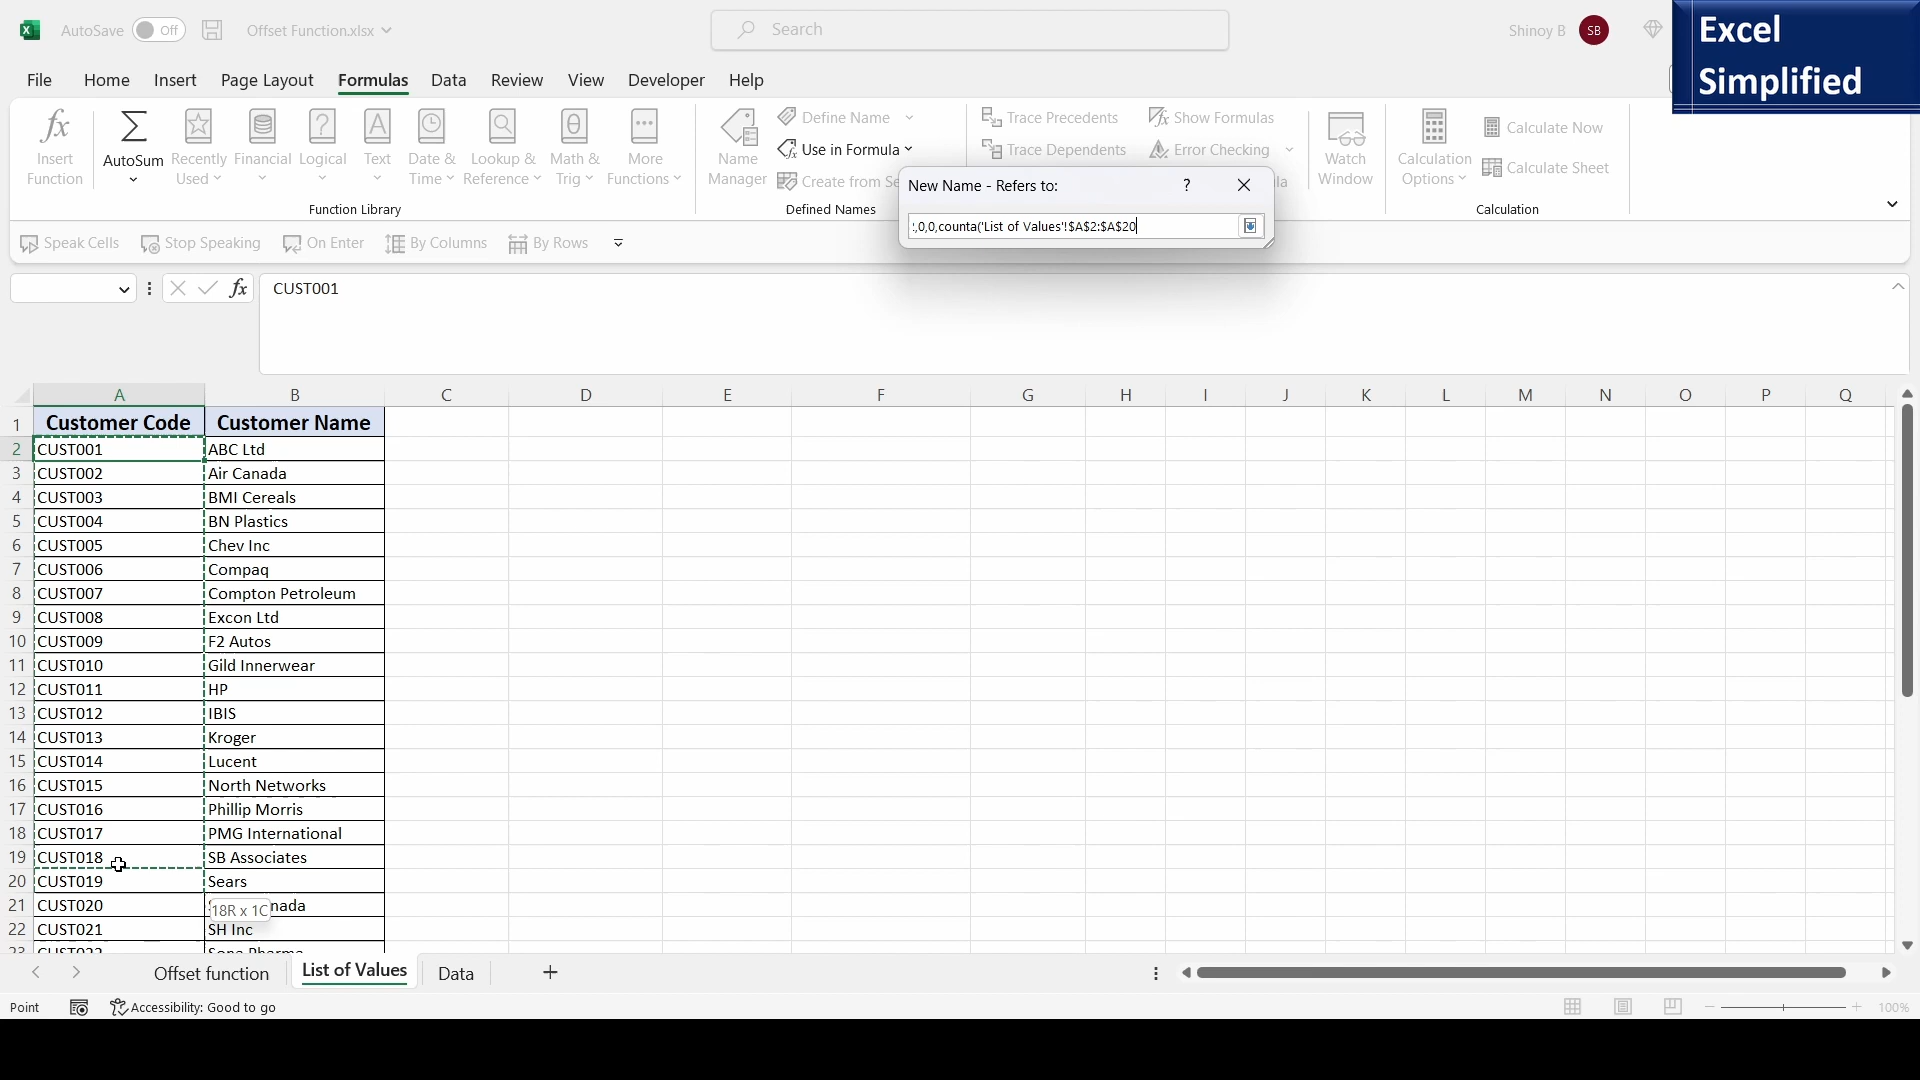 AutoSave Off Offset Function.xlsx
Search
Shinoy B SB
Excel
Simplified
File Home Insert Page Layout Formulas Data Review View Developer Help
fx Insert Function
Σ AutoSum
Recently Used
Financial
Logical
Text
Date & Time
Lookup & Reference
Math & Trig
More Functions
Function Library
Name Manager
Define Name
Use in Formula
Create from Se
Defined Names
Trace Precedents
Trace Dependents
Show Formulas
Error Checking
Watch Window
Calculation Options
Calculate Now
Calculate Sheet
Calculation
New Name - Refers to:
,0,0,counta('List of Values'!$A$2:$A$20
Speak Cells Stop Speaking On Enter By Columns By Rows
fx CUST001
A B C D E F G H I J K L M N O P Q
1 Customer Code Customer Name
2 CUST001 ABC Ltd
3 CUST002 Air Canada
4 CUST003 BMI Cereals
5 CUST004 BN Plastics
6 CUST005 Chev Inc
7 CUST006 Compaq
8 CUST007 Compton Petroleum
9 CUST008 Excon Ltd
10 CUST009 F2 Autos
11 CUST010 Gild Innerwear
12 CUST011 HP
13 CUST012 IBIS
14 CUST013 Kroger
15 CUST014 Lucent
16 CUST015 North Networks
17 CUST016 Phillip Morris
18 CUST017 PMG International
19 CUST018 SB Associates
20 CUST019 Sears
21 CUST020 nada
18R x 1C
22 CUST021 SH Inc
Offset function List of Values Data
Point Accessibility: Good to go 100%